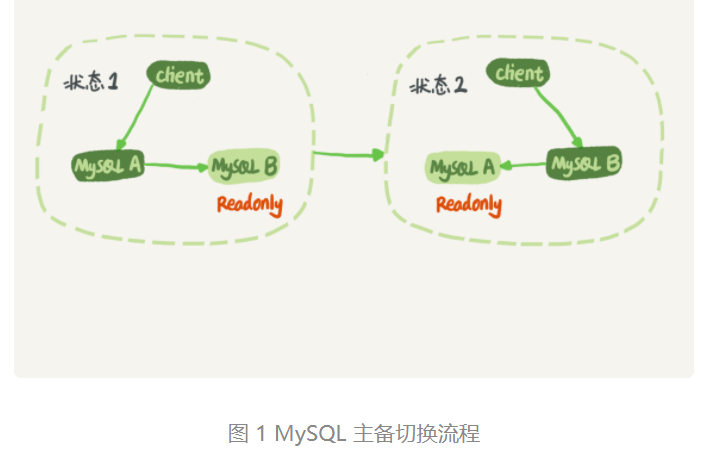 状态1
client
MySQL A
MySQL B
Readonly
状态2
client
MySQL A
MySQL B
Readonly
图 1 MySQL 主备切换流程